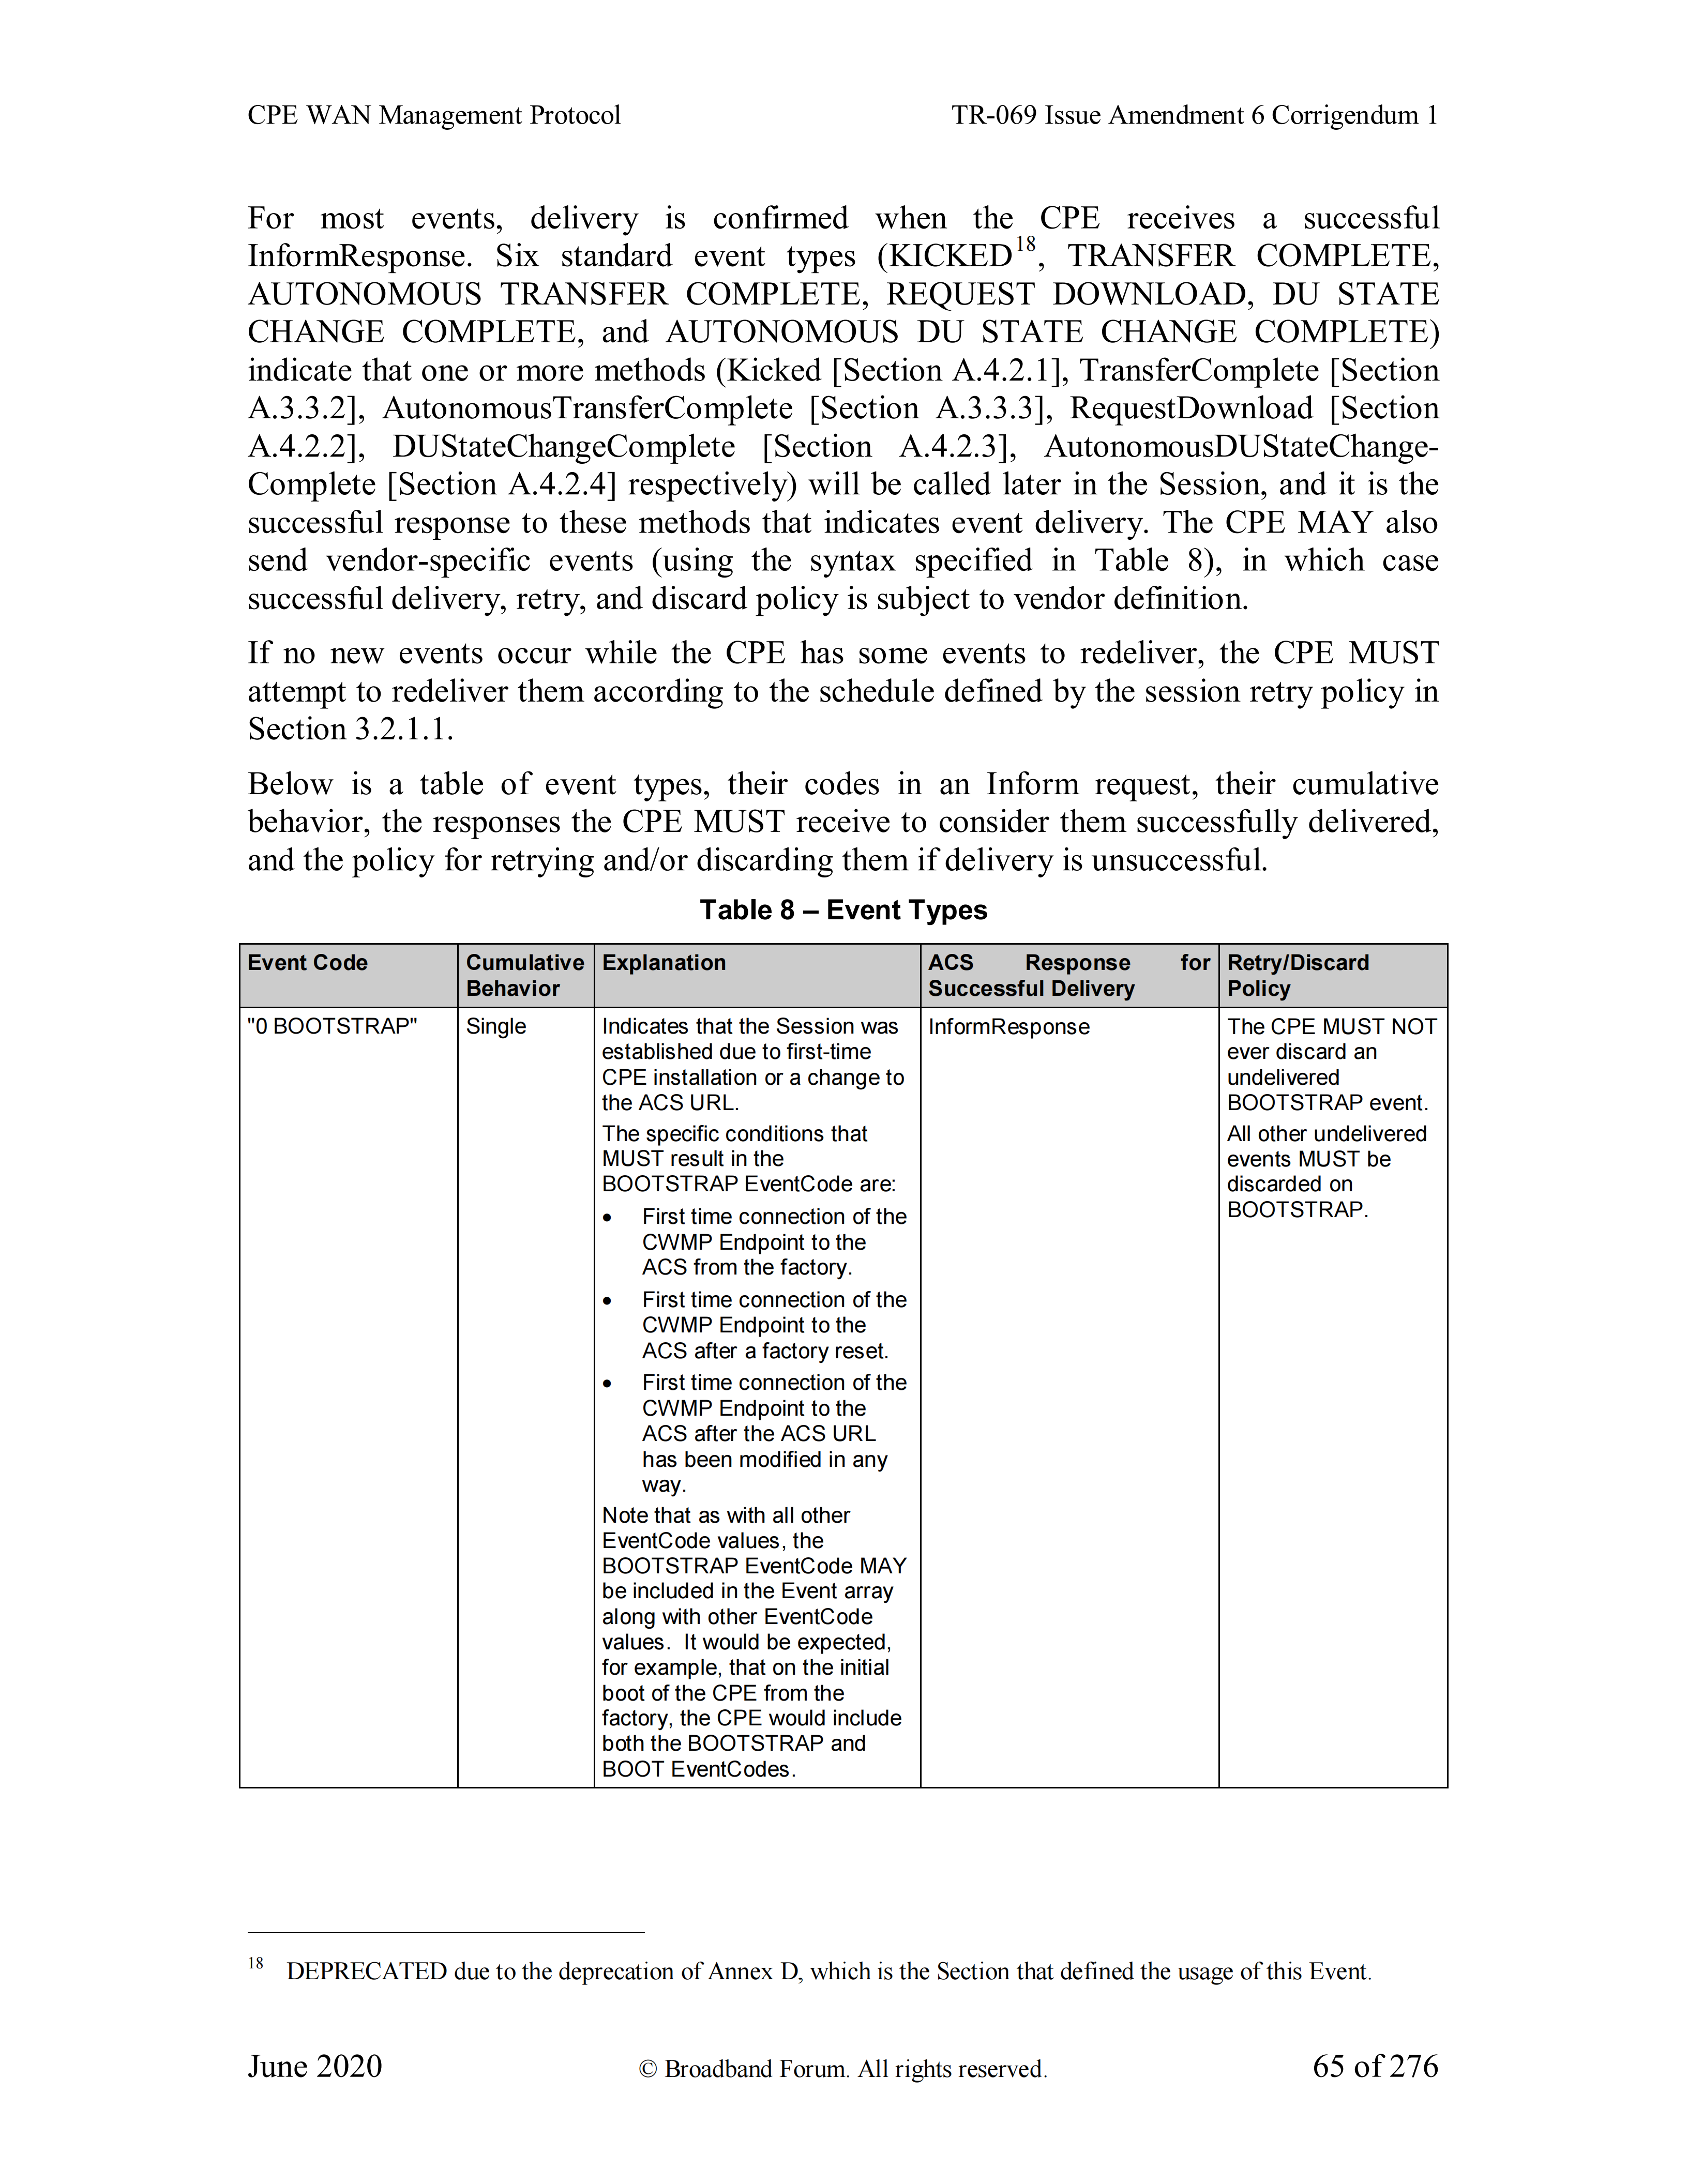 CPE WAN Management Protocol TR-069 Issue Amendment 6 Corrigendum 1
For most events, delivery is confirmed when the CPE receives a successful
InformResponse. Six standard event types (KICKED18, TRANSFER COMPLETE,
AUTONOMOUS TRANSFER COMPLETE, REQUEST DOWNLOAD, DU STATE
CHANGE COMPLETE, and AUTONOMOUS DU STATE CHANGE COMPLETE)
indicate that one or more methods (Kicked [Section A.4.2.1], TransferComplete [Section
A.3.3.2], AutonomousTransferComplete [Section A.3.3.3], RequestDownload [Section
A.4.2.2], DUStateChangeComplete [Section A.4.2.3], AutonomousDUStateChange-
Complete [Section A.4.2.4] respectively) will be called later in the Session, and it is the
successful response to these methods that indicates event delivery. The CPE MAY also
send vendor-specific events (using the syntax specified in Table 8), in which case
successful delivery, retry, and discard policy is subject to vendor definition.
If no new events occur while the CPE has some events to redeliver, the CPE MUST
attempt to redeliver them according to the schedule defined by the session retry policy in
Section 3.2.1.1.
Below is a table of event types, their codes in an Inform request, their cumulative
behavior, the responses the CPE MUST receive to consider them successfully delivered,
and the policy for retrying and/or discarding them if delivery is unsuccessful.
Table 8 – Event Types
Event Code
Cumulative
Behavior
Explanation
ACS Response for
Successful Delivery
Retry/Discard
Policy
"0 BOOTSTRAP"
Single
Indicates that the Session was
established due to first-time
CPE installation or a change to
the ACS URL.
The specific conditions that
MUST result in the
BOOTSTRAP EventCode are:
• First time connection of the
CWMP Endpoint to the
ACS from the factory.
• First time connection of the
CWMP Endpoint to the
ACS after a factory reset.
• First time connection of the
CWMP Endpoint to the
ACS after the ACS URL
has been modified in any
way.
Note that as with all other
EventCode values, the
BOOTSTRAP EventCode MAY
be included in the Event array
along with other EventCode
values. It would be expected,
for example, that on the initial
boot of the CPE from the
factory, the CPE would include
both the BOOTSTRAP and
BOOT EventCodes.
InformResponse
The CPE MUST NOT
ever discard an
undelivered
BOOTSTRAP event.
All other undelivered
events MUST be
discarded on
BOOTSTRAP.
18 DEPRECATED due to the deprecation of Annex D, which is the Section that defined the usage of this Event.
June 2020 © Broadband Forum. All rights reserved. 65 of 276